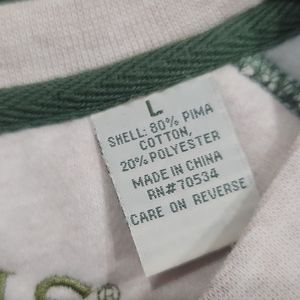 L
SHELL: 80% PIMA
COTTON,
20% POLYESTER
MADE IN CHINA
RN#70534
CARE ON REVERSE